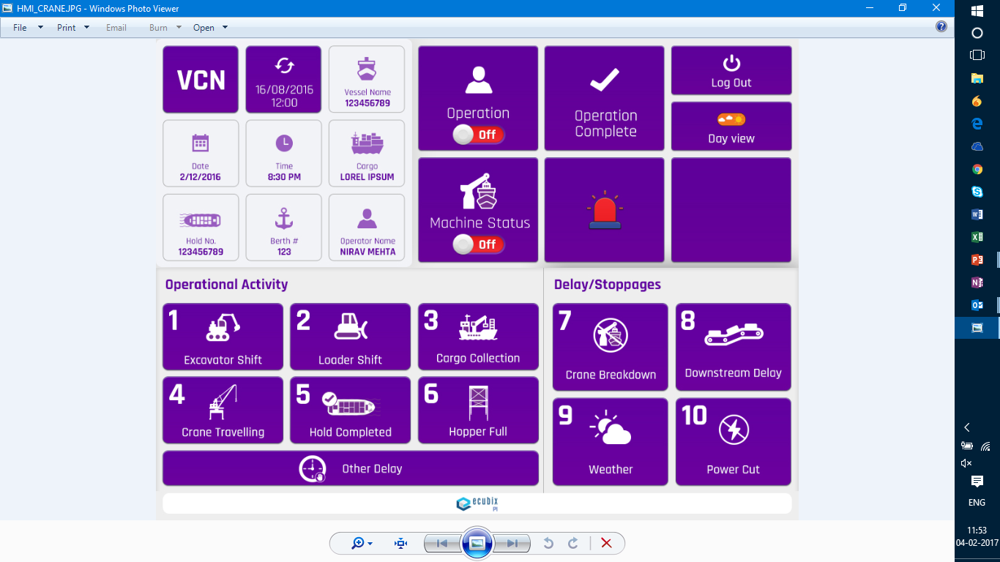 HMI_CRANE.JPG - Windows Photo Viewer
File Print Email Burn Open
VCN
16/08/2016
12:00
Vessel Name
123456789
Date
2/12/2016
Time
8:30 PM
Cargo
LOREL IPSUM
Hold No.
123456789
Berth #
123
Operator Name
NIRAV MEHTA
Operation
Off
Operation
Complete
Log Out
Day view
Machine Status
Off
Operational Activity
1
Excavator Shift
2
Loader Shift
3
Cargo Collection
4
Crane Travelling
5
Hold Completed
6
Hopper Full
Other Delay
Delay/Stoppages
7
Crane Breakdown
8
Downstream Delay
9
Weather
10
Power Cut
ecubix
PI
ENG
11:53
04-02-2017